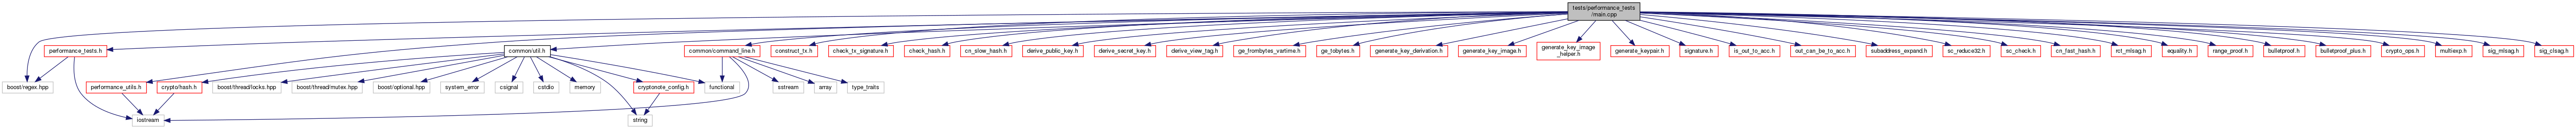 tests/performance_tests
/main.cpp
performance_tests.h
common/util.h
common/command_line.h
construct_tx.h
check_tx_signature.h
check_hash.h
cn_slow_hash.h
derive_public_key.h
derive_secret_key.h
derive_view_tag.h
ge_frombytes_vartime.h
ge_tobytes.h
generate_key_derivation.h
generate_key_image.h
generate_key_image
_helper.h
generate_keypair.h
signature.h
is_out_to_acc.h
out_can_be_to_acc.h
subaddress_expand.h
sc_reduce32.h
sc_check.h
cn_fast_hash.h
rct_mlsag.h
equality.h
range_proof.h
bulletproof.h
bulletproof_plus.h
crypto_ops.h
multiexp.h
sig_mlsag.h
sig_clsag.h
boost/regex.hpp
performance_utils.h
crypto/hash.h
boost/thread/locks.hpp
boost/thread/mutex.hpp
boost/optional.hpp
system_error
csignal
cstdio
memory
cryptonote_config.h
functional
sstream
array
type_traits
iostream
string